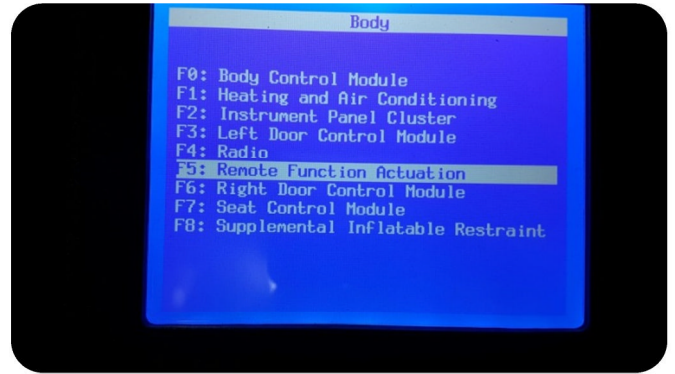 Body
F0: Body Control Module
F1: Heating and Air Conditioning
F2: Instrument Panel Cluster
F3: Left Door Control Module
F4: Radio
F5: Remote Function Actuation
F6: Right Door Control Module
F7: Seat Control Module
F8: Supplemental Inflatable Restraint